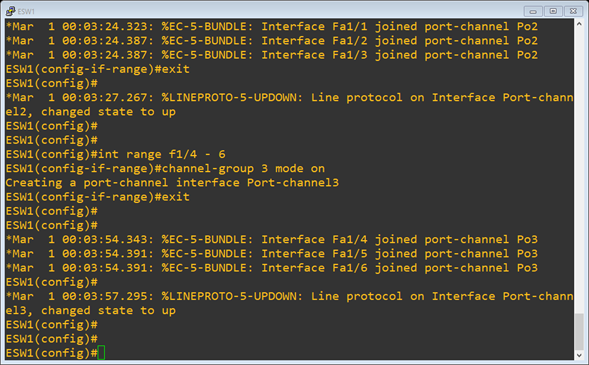 ESW1
*Mar  1 00:03:24.323: %EC-5-BUNDLE: Interface Fa1/1 joined port-channel Po2
*Mar  1 00:03:24.387: %EC-5-BUNDLE: Interface Fa1/2 joined port-channel Po2
*Mar  1 00:03:24.387: %EC-5-BUNDLE: Interface Fa1/3 joined port-channel Po2
ESW1(config-if-range)#exit
ESW1(config)#
*Mar  1 00:03:27.267: %LINEPROTO-5-UPDOWN: Line protocol on Interface Port-chann
el2, changed state to up
ESW1(config)#
ESW1(config)#
ESW1(config)#int range f1/4 - 6
ESW1(config-if-range)#channel-group 3 mode on
Creating a port-channel interface Port-channel3
ESW1(config-if-range)#exit
ESW1(config)#
ESW1(config)#
*Mar  1 00:03:54.343: %EC-5-BUNDLE: Interface Fa1/4 joined port-channel Po3
*Mar  1 00:03:54.391: %EC-5-BUNDLE: Interface Fa1/5 joined port-channel Po3
*Mar  1 00:03:54.391: %EC-5-BUNDLE: Interface Fa1/6 joined port-channel Po3
ESW1(config)#
*Mar  1 00:03:57.295: %LINEPROTO-5-UPDOWN: Line protocol on Interface Port-chann
el3, changed state to up
ESW1(config)#
ESW1(config)#
ESW1(config)#